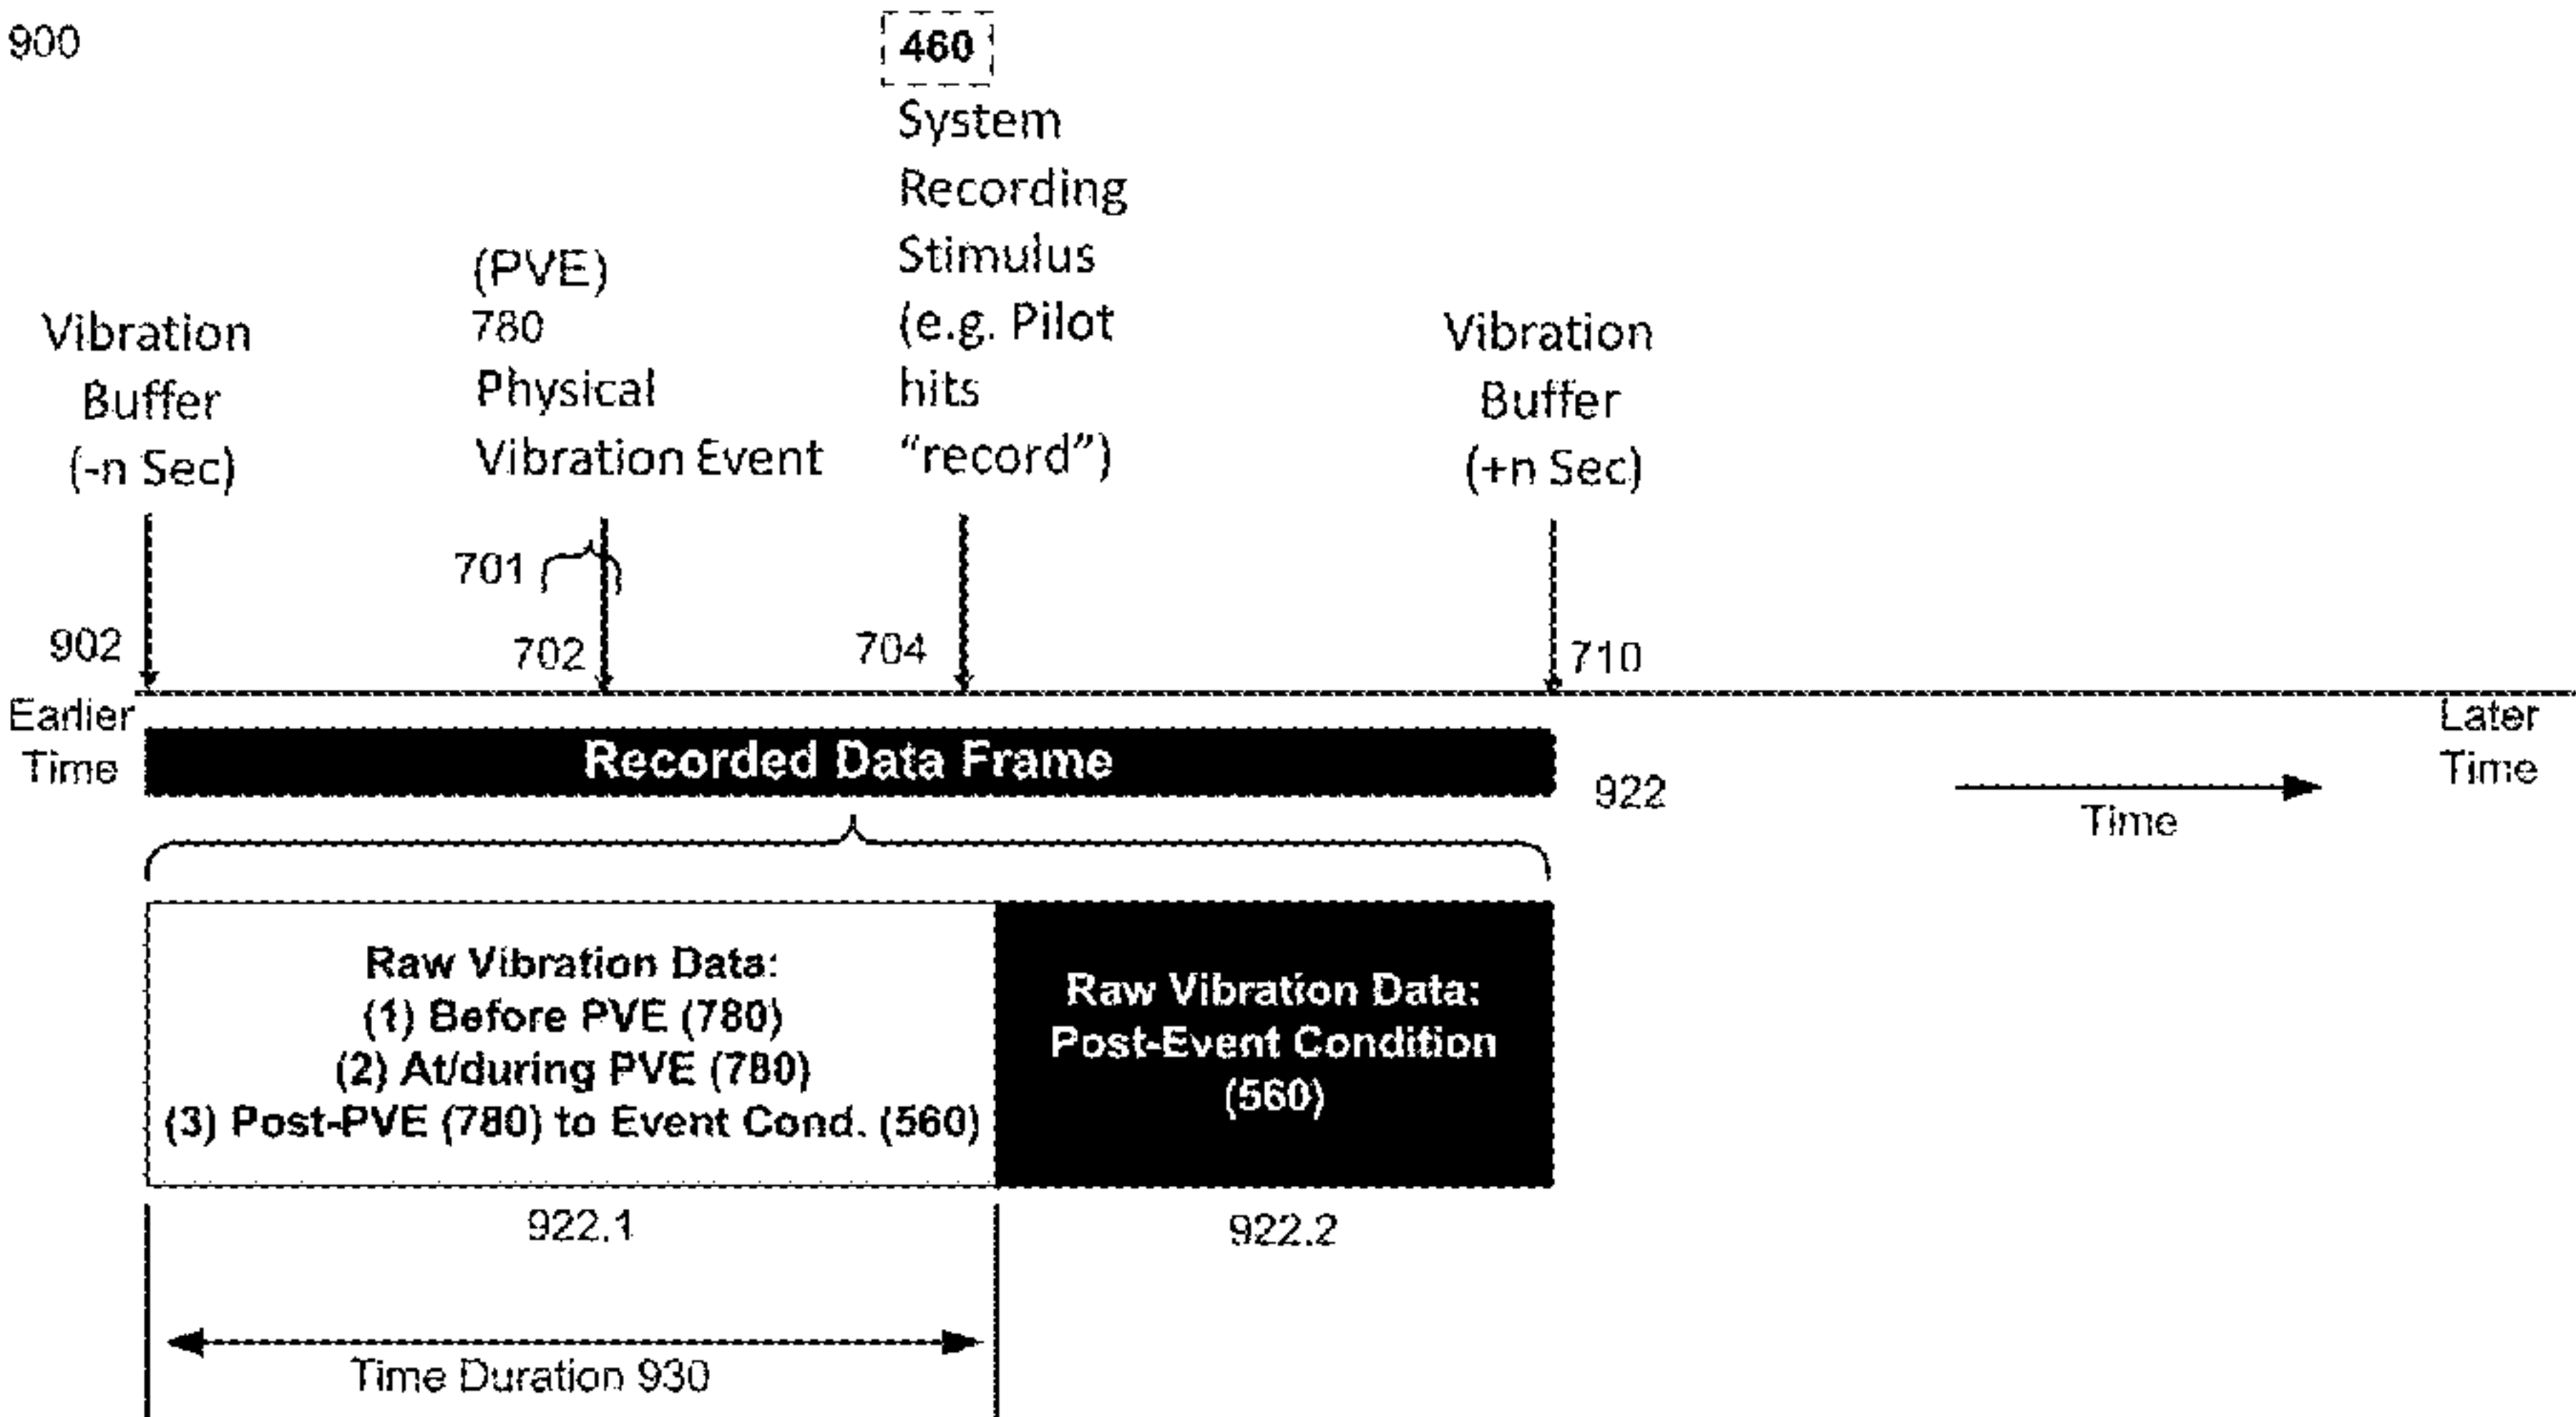 900
460
System
Recording
Stimulus
(e.g. Pilot
hits
“record”)
(PVE)
780
Physical
Vibration Event
Vibration
Buffer
(-n Sec)
Vibration
Buffer
(+n Sec)
701
902
702
704
710
Earlier
Time
Later
Time
Recorded Data Frame
922
Time
Raw Vibration Data:
(1) Before PVE (780)
(2) At/during PVE (780)
(3) Post-PVE (780) to Event Cond. (560)
Raw Vibration Data:
Post-Event Condition
(560)
922.1
922.2
Time Duration 930